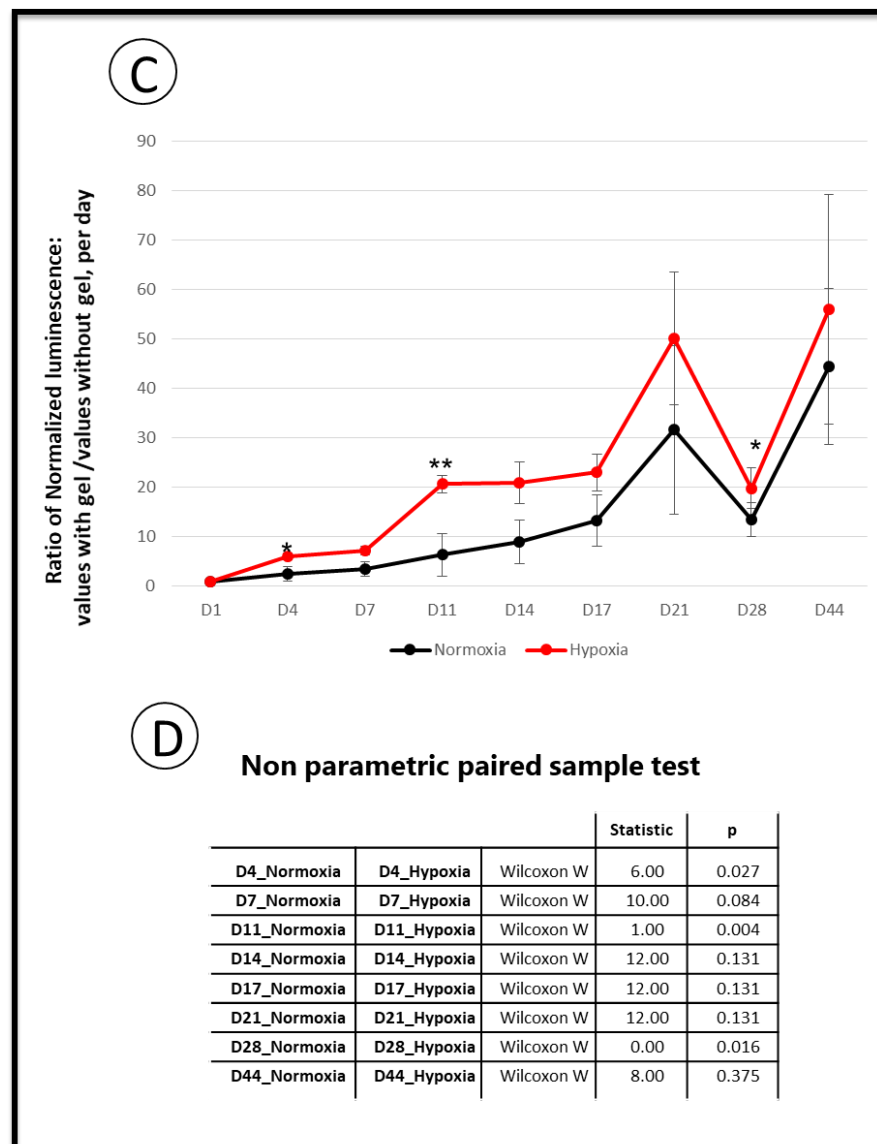 C
Ratio of Normalized luminescence:
values with gel /values without gel, per day
90
80
70
60
50
40
30
20
10
0
**
*
*
D1 D4 D7 D11 D14 D17 D21 D28 D44
Normoxia Hypoxia
D
Non parametric paired sample test
Statistic p
D4_Normoxia D4_Hypoxia Wilcoxon W 6.00 0.027
D7_Normoxia D7_Hypoxia Wilcoxon W 10.00 0.084
D11_Normoxia D11_Hypoxia Wilcoxon W 1.00 0.004
D14_Normoxia D14_Hypoxia Wilcoxon W 12.00 0.131
D17_Normoxia D17_Hypoxia Wilcoxon W 12.00 0.131
D21_Normoxia D21_Hypoxia Wilcoxon W 12.00 0.131
D28_Normoxia D28_Hypoxia Wilcoxon W 0.00 0.016
D44_Normoxia D44_Hypoxia Wilcoxon W 8.00 0.375